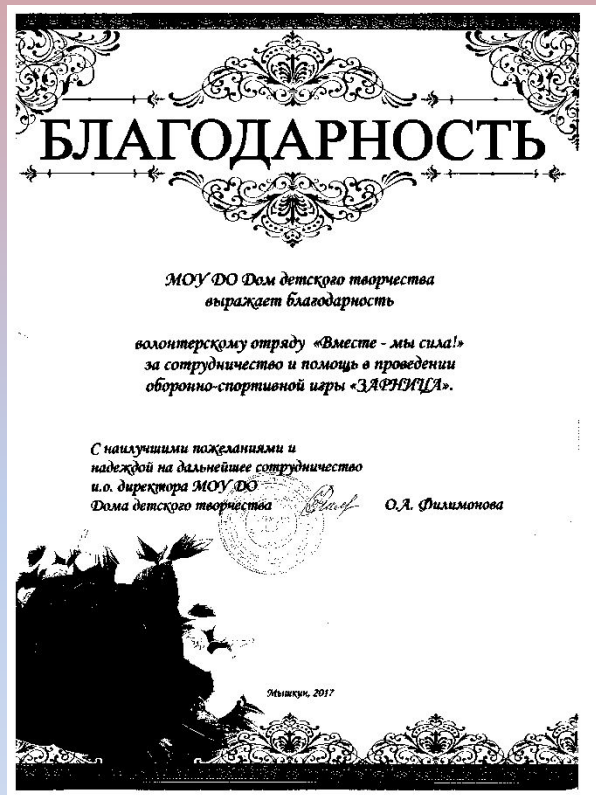 БЛАГОДАРНОСТЬ
МОУ ДО Дом детского творчества
выражает благодарность
волонтерскому отряду «Вместе - мы сила!»
за сотрудничество и помощь в проведении
оборонно-спортивной игры «ЗАРНИЦА».
С наилучшими пожеланиями и
надеждой на дальнейшее сотрудничество
и.о. директора МОУ ДО
Дома детского творчества О.А. Филимонова
Мышкин, 2017